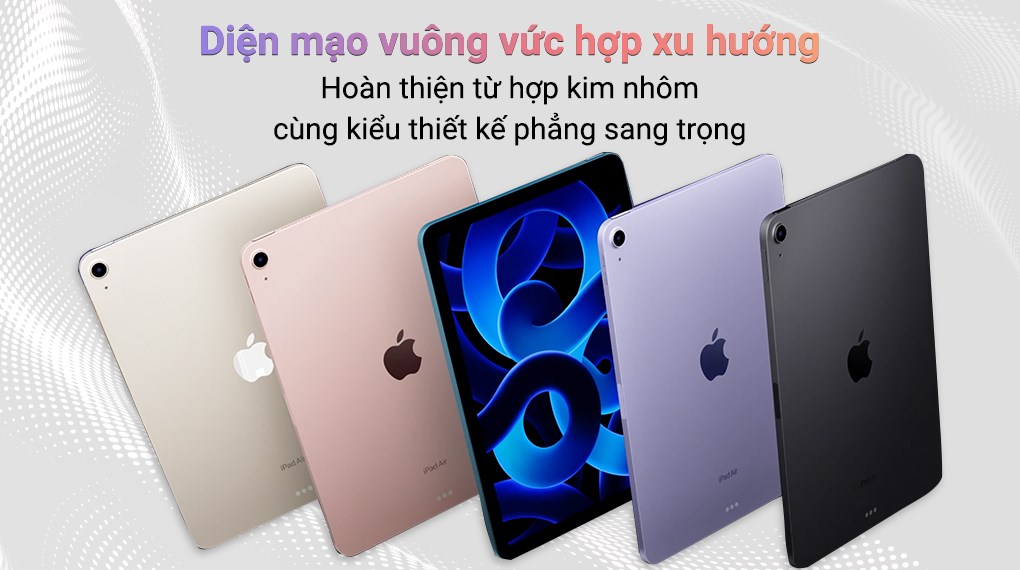 Diện mạo vuông vức hợp xu hướng
Hoàn thiện từ hợp kim nhôm
cùng kiểu thiết kế phẳng sang trọng
iPad Air
iPad Air
iPad Air